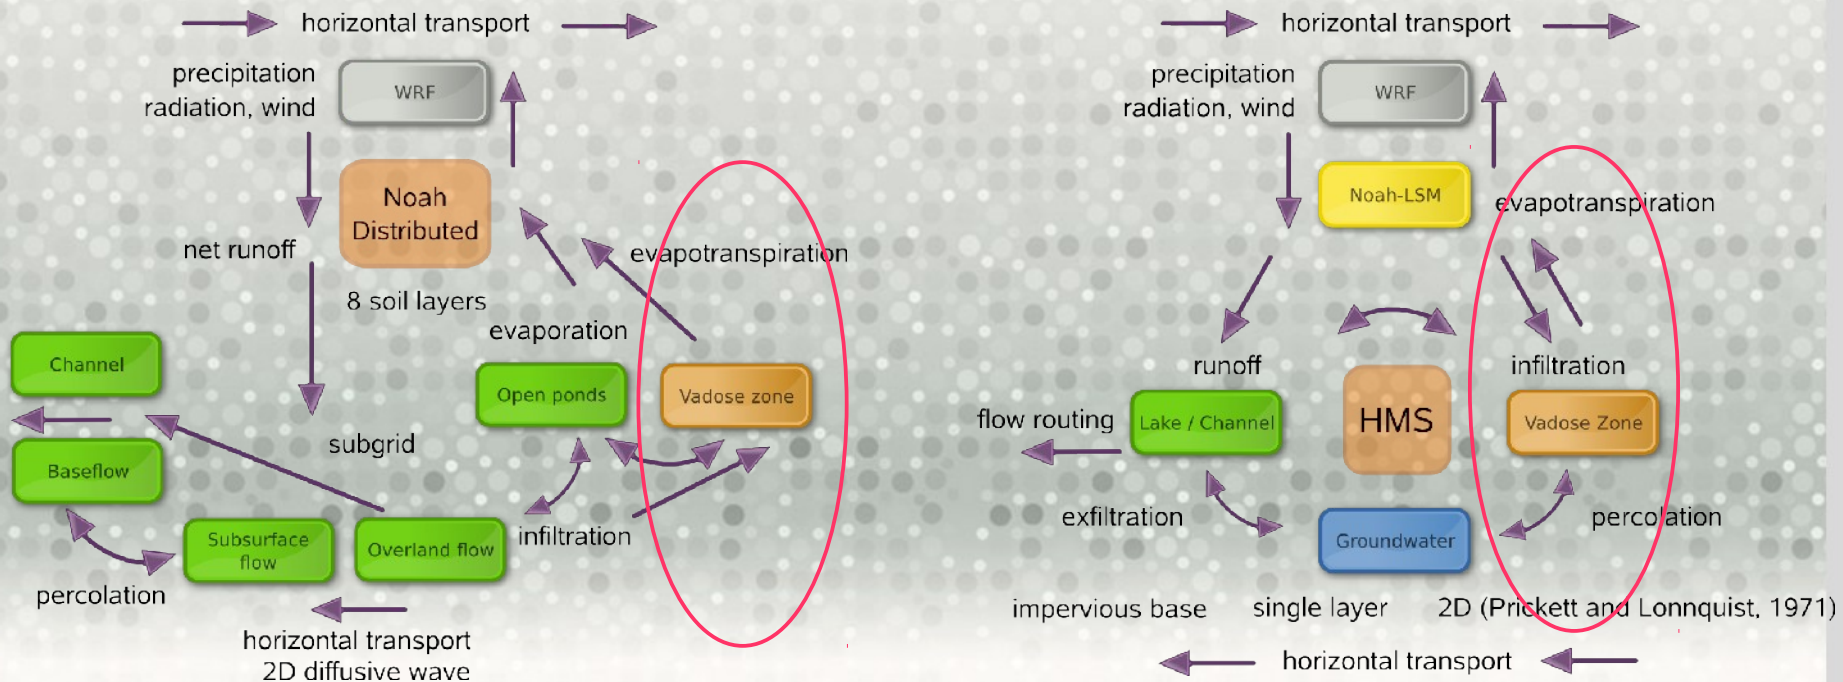 horizontal transport
precipitation
radiation, wind
WRF
Noah
Distributed
net runoff
evapotranspiration
8 soil layers
evaporation
Channel
Open ponds
Vadose zone
subgrid
Baseflow
infiltration
Subsurface
flow
Overland flow
percolation
horizontal transport
2D diffusive wave
horizontal transport
precipitation
radiation, wind
WRF
Noah-LSM
evapotranspiration
runoff
infiltration
flow routing
Lake / Channel
HMS
Vadose Zone
exfiltration
percolation
Groundwater
impervious base
single layer
2D (Prickett and Lonnquist, 1971)
horizontal transport